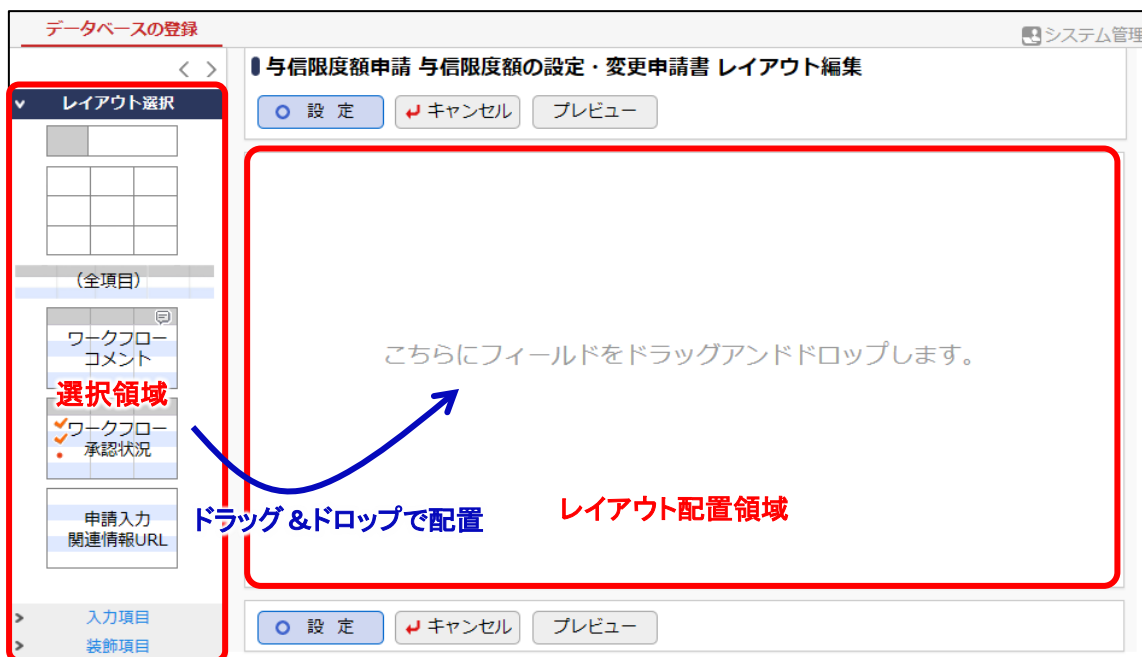 データベースの登録
システム管理
与信限度額申請 与信限度額の設定・変更申請書 レイアウト編集
設 定
キャンセル
プレビュー
レイアウト選択
(全項目)
ワークフロー
コメント
選択領域
ワークフロー
承認状況
申請入力
関連情報URL
入力項目
装飾項目
こちらにフィールドをドラッグアンドドロップします。
ドラッグ&ドロップで配置
レイアウト配置領域
設 定
キャンセル
プレビュー